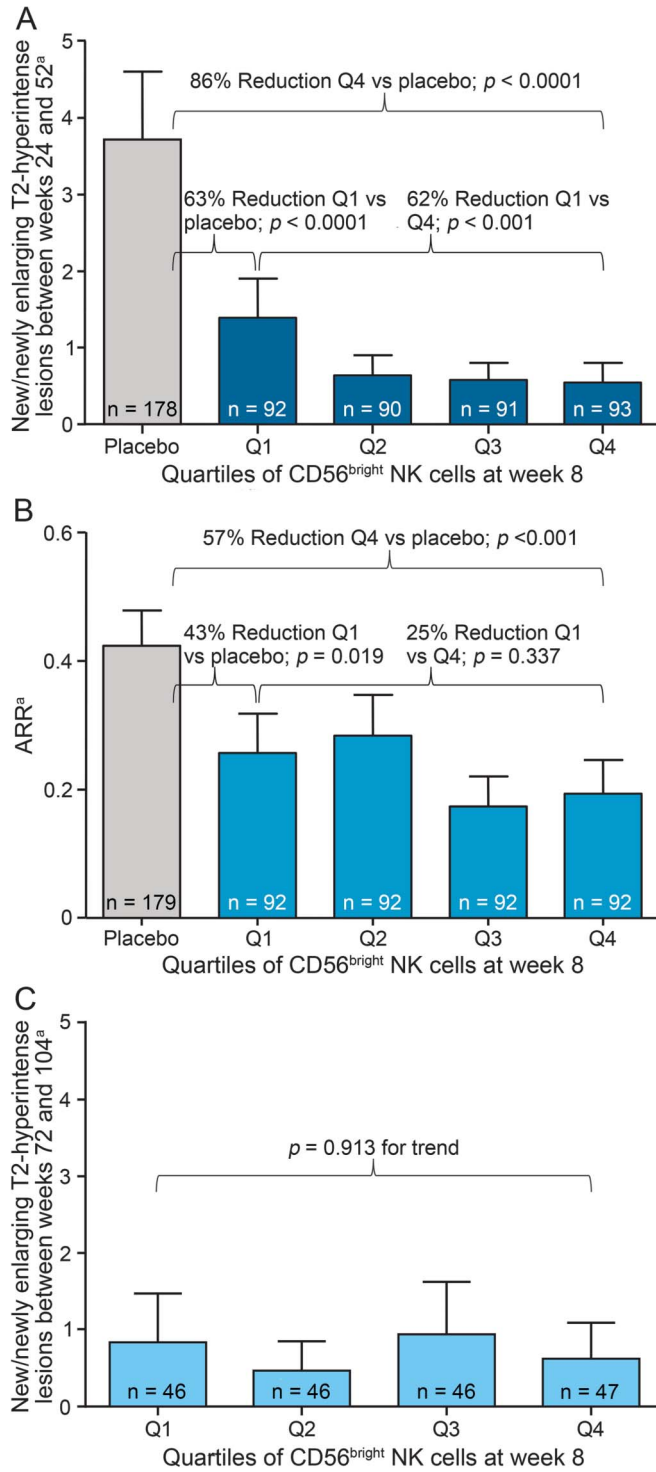 A
New/newly enlarging T2-hyperintense
lesions between weeks 24 and 52ᵃ
5
4
3
2
1
0
86% Reduction Q4 vs placebo; p < 0.0001
63% Reduction Q1 vs
placebo; p < 0.0001
62% Reduction Q1 vs
Q4; p < 0.001
n = 178
n = 92
n = 90
n = 91
n = 93
Placebo
Q1
Q2
Q3
Q4
Quartiles of CD56ᵇʳⁱᵍʰᵗ NK cells at week 8
B
ARRᵃ
0.6
0.4
0.2
0
57% Reduction Q4 vs placebo; p <0.001
43% Reduction Q1
vs placebo; p = 0.019
25% Reduction Q1
vs Q4; p = 0.337
n = 179
n = 92
n = 92
n = 92
n = 92
Placebo
Q1
Q2
Q3
Q4
Quartiles of CD56ᵇʳⁱᵍʰᵗ NK cells at week 8
C
New/newly enlarging T2-hyperintense
lesions between weeks 72 and 104ᵃ
5
4
3
2
1
0
p = 0.913 for trend
n = 46
n = 46
n = 46
n = 47
Q1
Q2
Q3
Q4
Quartiles of CD56ᵇʳⁱᵍʰᵗ NK cells at week 8